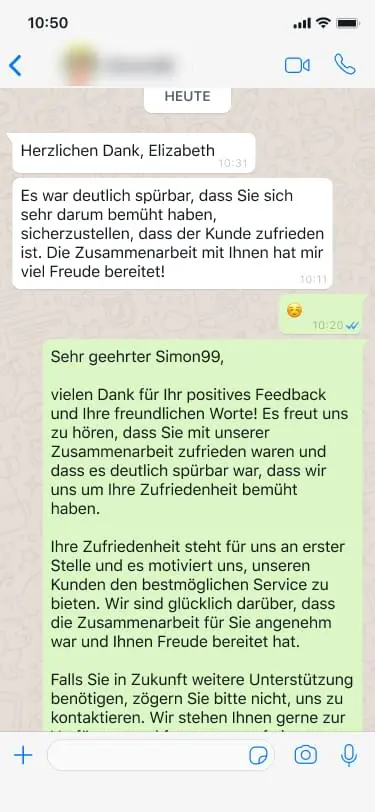 10:50
HEUTE
Herzlichen Dank, Elizabeth
10:31
Es war deutlich spürbar, dass Sie sich
sehr darum bemüht haben,
sicherzustellen, dass der Kunde zufrieden
ist. Die Zusammenarbeit mit Ihnen hat mir
viel Freude bereitet!
10:11
10:20
Sehr geehrter Simon99,
vielen Dank für Ihr positives Feedback
und Ihre freundlichen Worte! Es freut uns
zu hören, dass Sie mit unserer
Zusammenarbeit zufrieden waren und
dass es deutlich spürbar war, dass wir
uns um Ihre Zufriedenheit bemüht
haben.
Ihre Zufriedenheit steht für uns an erster
Stelle und es motiviert uns, unseren
Kunden den bestmöglichen Service zu
bieten. Wir sind glücklich darüber, dass
die Zusammenarbeit für Sie angenehm
war und Ihnen Freude bereitet hat.
Falls Sie in Zukunft weitere Unterstützung
benötigen, zögern Sie bitte nicht, uns zu
kontaktieren. Wir stehen Ihnen gerne zur